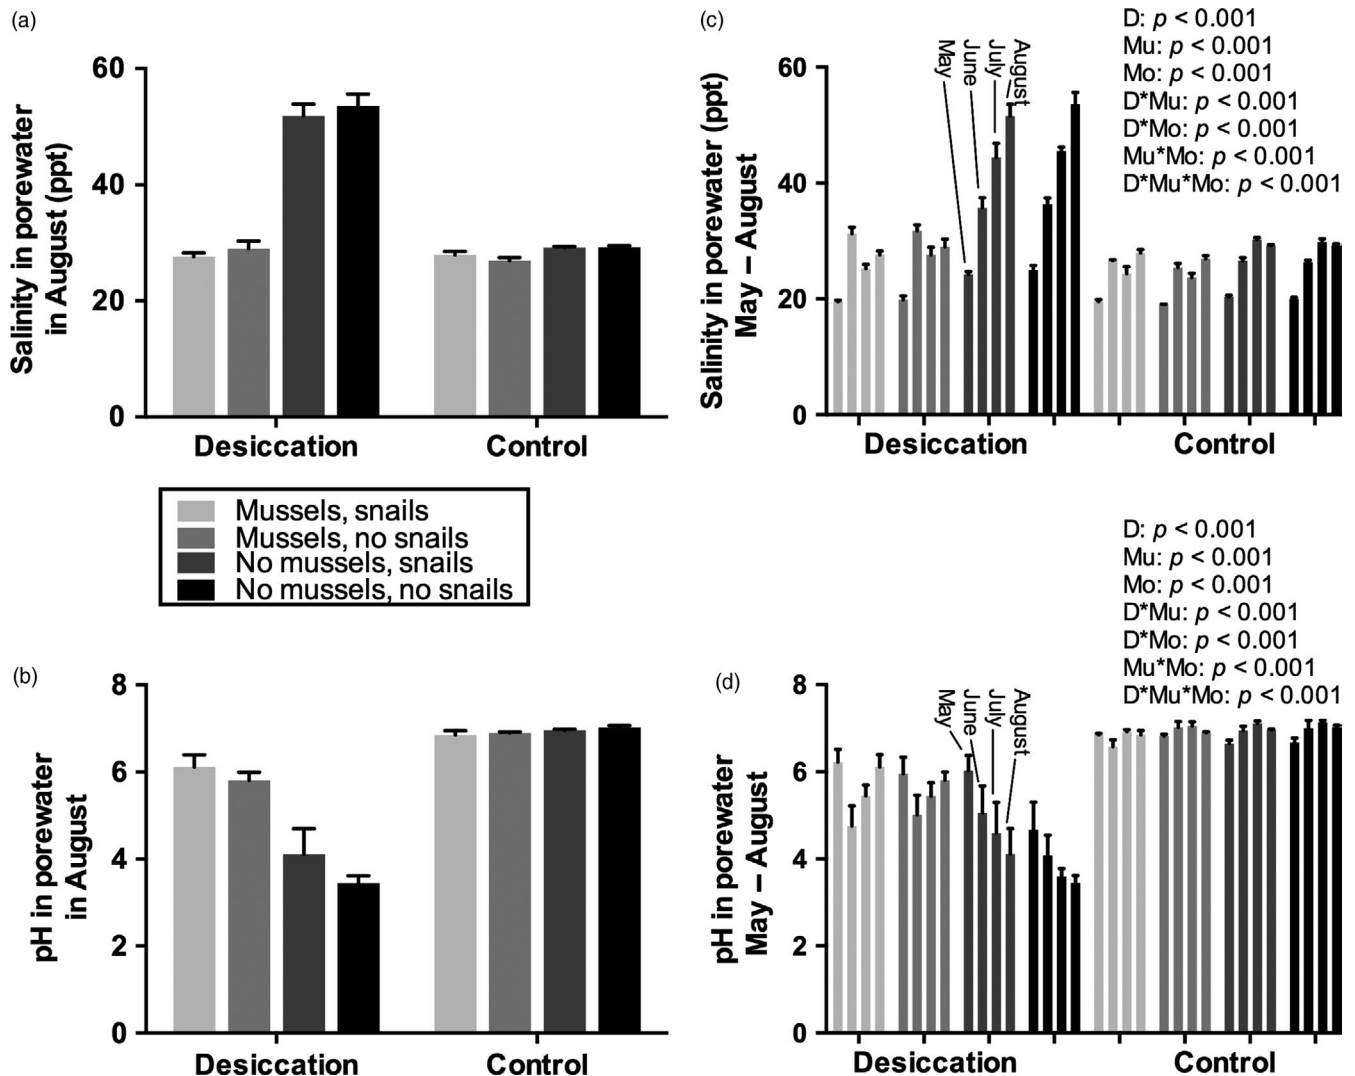 (a)
Salinity in porewater
in August (ppt)
60
40
20
0
Desiccation
Control
Mussels, snails
Mussels, no snails
No mussels, snails
No mussels, no snails
(b)
pH in porewater
in August
8
6
4
2
0
Desiccation
Control
(c)
Salinity in porewater (ppt)
May – August
60
40
20
0
May
June
July
August
D: p < 0.001
Mu: p < 0.001
Mo: p < 0.001
D*Mu: p < 0.001
D*Mo: p < 0.001
Mu*Mo: p < 0.001
D*Mu*Mo: p < 0.001
Desiccation
Control
(d)
pH in porewater
May – August
8
6
4
2
0
May
June
July
August
D: p < 0.001
Mu: p < 0.001
Mo: p < 0.001
D*Mu: p < 0.001
D*Mo: p < 0.001
Mu*Mo: p < 0.001
D*Mu*Mo: p < 0.001
Desiccation
Control